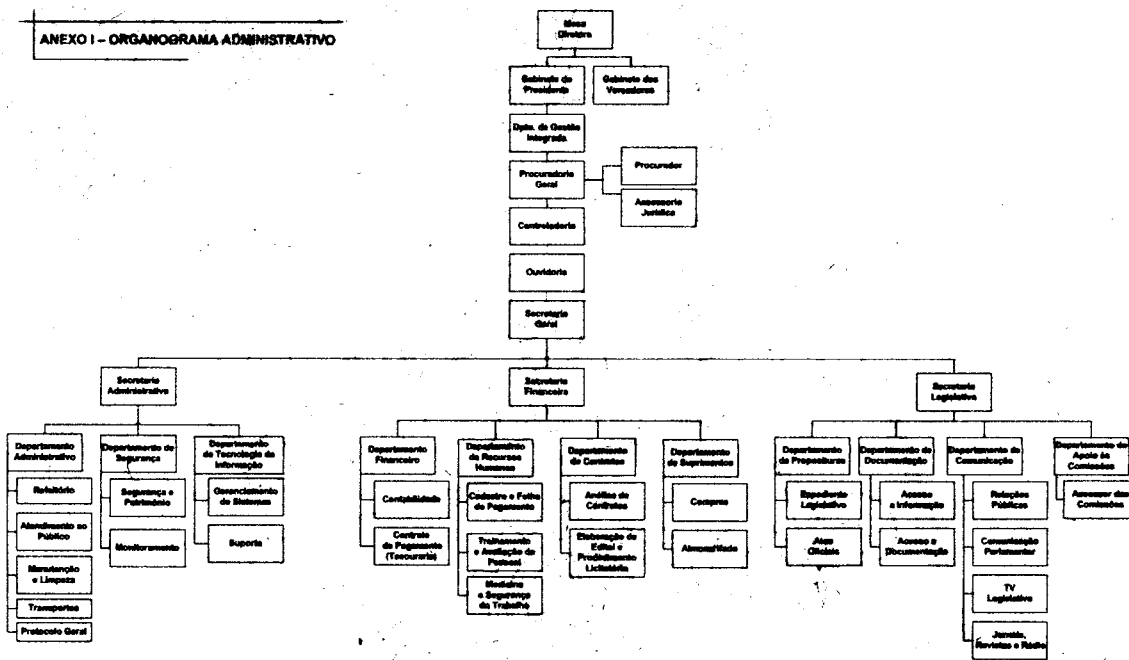 ANEXO I – ORGANOGRAMA ADMINISTRATIVO
Mesa
Diretora
Gabinete do
Presidente
Gabinete dos
Vereadores
Dpto. de Gestão
Integrada
Procuradoria
Geral
Procurador
Assessoria
Jurídica
Controladoria
Ouvidoria
Secretaria
Geral
Secretaria
Administrativa
Secretaria
Financeira
Secretaria
Legislativa
Departamento
Administrativo
Departamento de
Segurança
Departamento
de Tecnologia da
Informação
Departamento
Financeiro
Departamento
de Recursos
Humanos
Departamento
de Contratos
Departamento
de Suprimentos
Departamento
de Proposituras
Departamento
de Documentação
Departamento
de Comunicação
Departamento de
Apoio às
Comissões
Refeitório
Atendimento ao
Público
Manutenção
e Limpeza
Transportes
Protocolo Geral
Segurança e
Patrimônio
Monitoramento
Gerenciamento
de Sistemas
Suporte
Contabilidade
Controle
de Pagamento
(Tesouraria)
Cadastro e Folha
de Pagamento
Treinamento
e Avaliação de
Pessoal
Medicina
e Segurança
do Trabalho
Análise de
Contratos
Elaboração de
Edital e
Procedimento
Licitatório
Compras
Almoxarifado
Expediente
Legislativo
Atos
Oficiais
Acesso
a Informação
Acesso a
Documentação
Relações
Públicas
Comunicação
Parlamentar
TV
Legislativa
Jornais,
Revistas e Rádio
Assessor das
Comissões